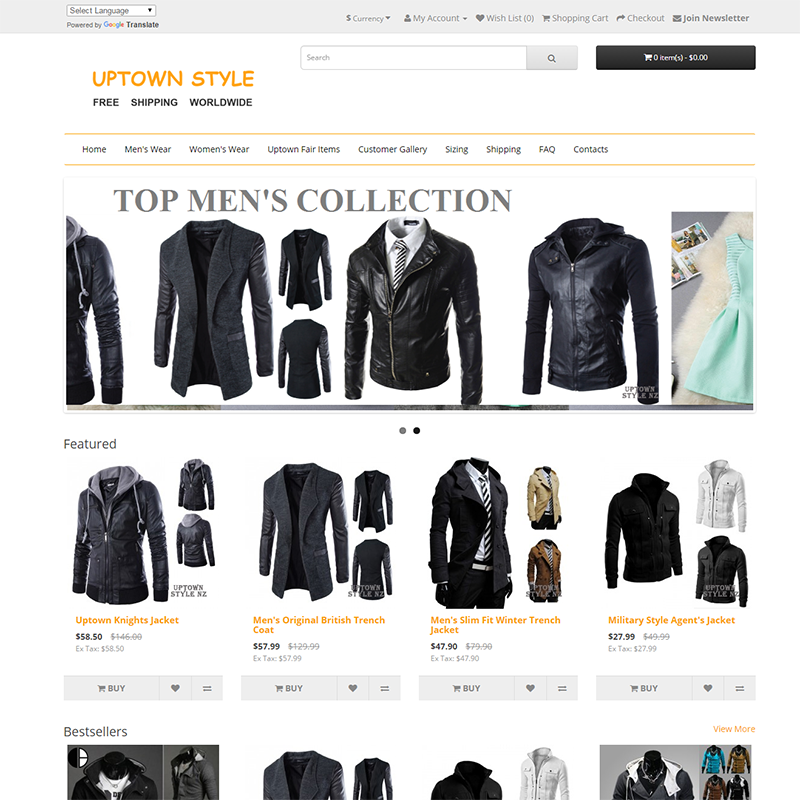 Select Language
Powered by Google Translate
$ Currency
My Account
Wish List (0)
Shopping Cart
Checkout
Join Newsletter
UPTOWN STYLE
FREE SHIPPING WORLDWIDE
Search
0 item(s) - $0.00
Home
Men's Wear
Women's Wear
Uptown Fair Items
Customer Gallery
Sizing
Shipping
FAQ
Contacts
TOP MEN'S COLLECTION
UPTOWN
STYLE NZ
Featured
UPTOWN
STYLE NZ
UPTOWN
STYLE NZ
UPTOWN
STYLE NZ
UPTOWN
STYLE NZ
Uptown Knights Jacket
$58.50 $146.00
Ex Tax: $58.50
BUY
Men's Original British Trench
Coat
$57.99 $129.99
Ex Tax: $57.99
BUY
Men's Slim Fit Winter Trench
Jacket
$47.90 $79.90
Ex Tax: $47.90
BUY
Military Style Agent's Jacket
$27.99 $49.99
Ex Tax: $27.99
BUY
Bestsellers
View More